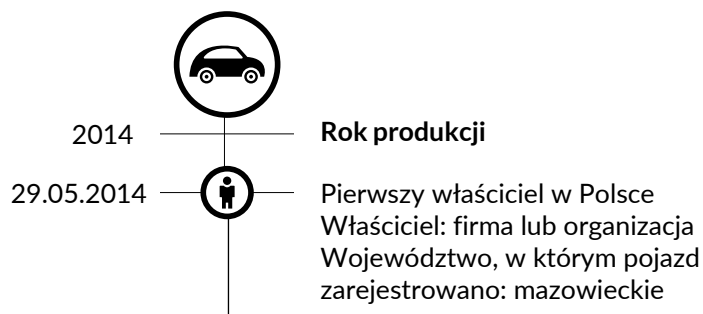 2014
Rok produkcji
29.05.2014
Pierwszy właściciel w Polsce
Właściciel: firma lub organizacja
Województwo, w którym pojazd
zarejestrowano: mazowieckie